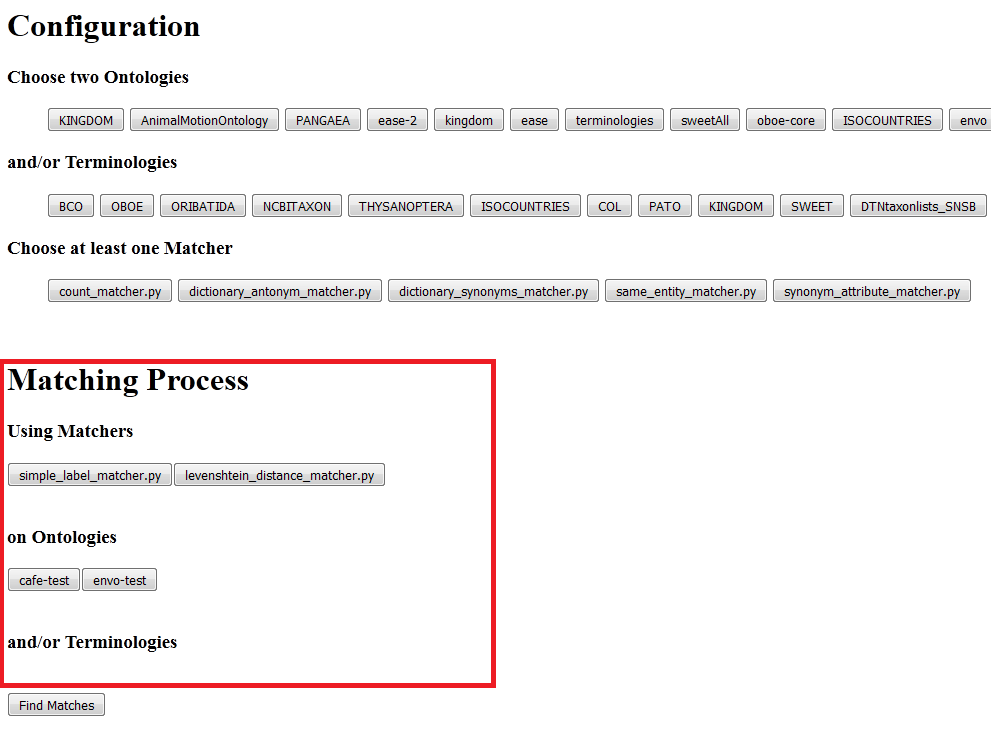 Configuration
Choose two Ontologies
KINGDOM AnimalMotionOntology PANGAEA ease-2 kingdom ease terminologies sweetAll oboe-core ISOCOUNTRIES envo
and/or Terminologies
BCO OBOE ORIBATIDA NCBITAXON THYSANOPTERA ISOCOUNTRIES COL PATO KINGDOM SWEET DTNtaxonlists_SNSB
Choose at least one Matcher
count_matcher.py dictionary_antonym_matcher.py dictionary_synonyms_matcher.py same_entity_matcher.py synonym_attribute_matcher.py
Matching Process
Using Matchers
simple_label_matcher.py levenshtein_distance_matcher.py
on Ontologies
cafe-test envo-test
and/or Terminologies
Find Matches